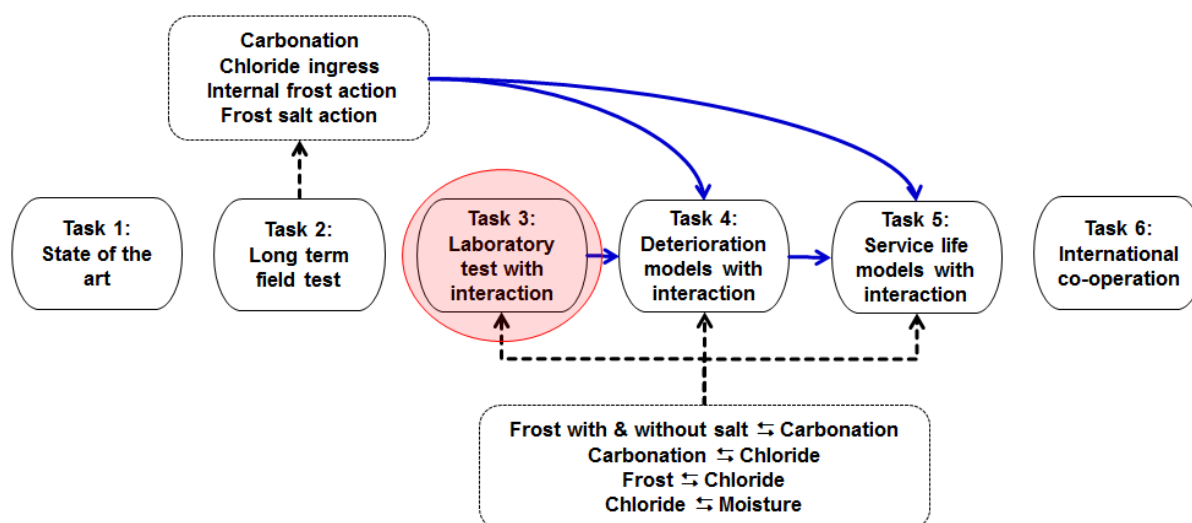 Carbonation
Chloride ingress
Internal frost action
Frost salt action
Task 1:
State of the
art
Task 2:
Long term
field test
Task 3:
Laboratory
test with
interaction
Task 4:
Deterioration
models with
interaction
Task 5:
Service life
models with
interaction
Task 6:
International
co-operation
Frost with & without salt ⇆ Carbonation
Carbonation ⇆ Chloride
Frost ⇆ Chloride
Chloride ⇆ Moisture